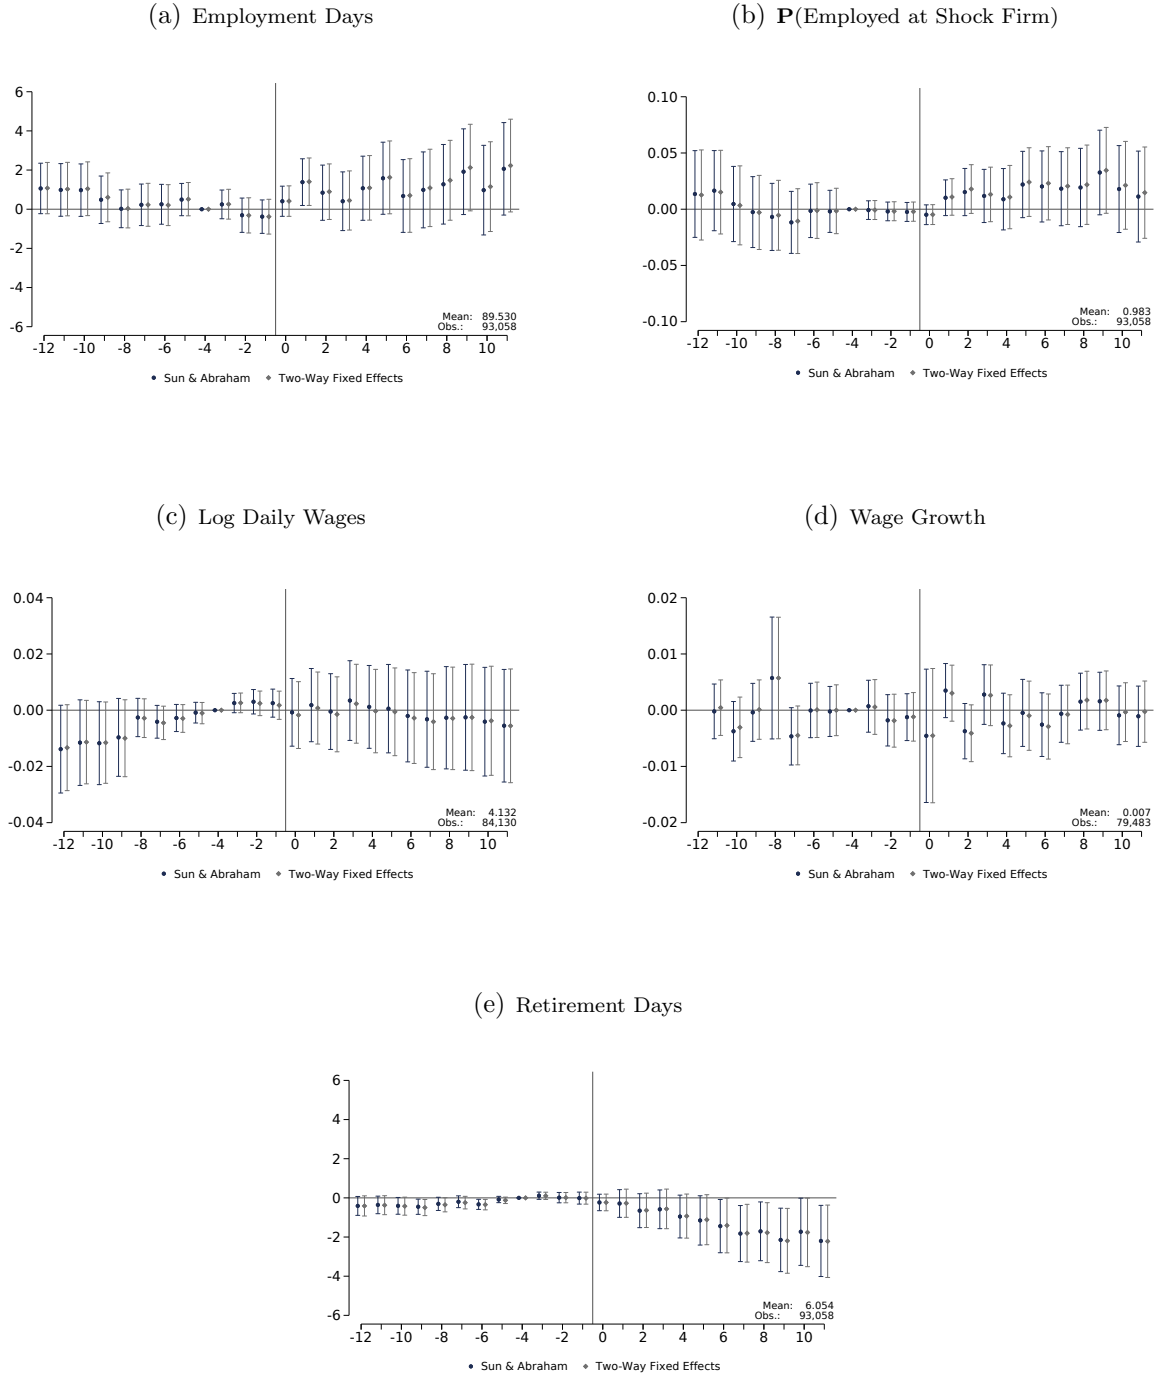 (a) Employment Days
6
4
2
0
-2
-4
-6
Mean: 89.530
Obs.: 93,058
-12 -10 -8 -6 -4 -2 0 2 4 6 8 10
Sun & Abraham Two-Way Fixed Effects
(b) P(Employed at Shock Firm)
0.10
0.05
0.00
-0.05
-0.10
Mean: 0.983
Obs.: 93,058
-12 -10 -8 -6 -4 -2 0 2 4 6 8 10
Sun & Abraham Two-Way Fixed Effects
(c) Log Daily Wages
0.04
0.02
0.00
-0.02
-0.04
Mean: 4.132
Obs.: 84,130
-12 -10 -8 -6 -4 -2 0 2 4 6 8 10
Sun & Abraham Two-Way Fixed Effects
(d) Wage Growth
0.02
0.01
0.00
-0.01
-0.02
Mean: 0.007
Obs.: 79,483
-12 -10 -8 -6 -4 -2 0 2 4 6 8 10
Sun & Abraham Two-Way Fixed Effects
(e) Retirement Days
6
4
2
0
-2
-4
-6
Mean: 6.054
Obs.: 93,058
-12 -10 -8 -6 -4 -2 0 2 4 6 8 10
Sun & Abraham Two-Way Fixed Effects